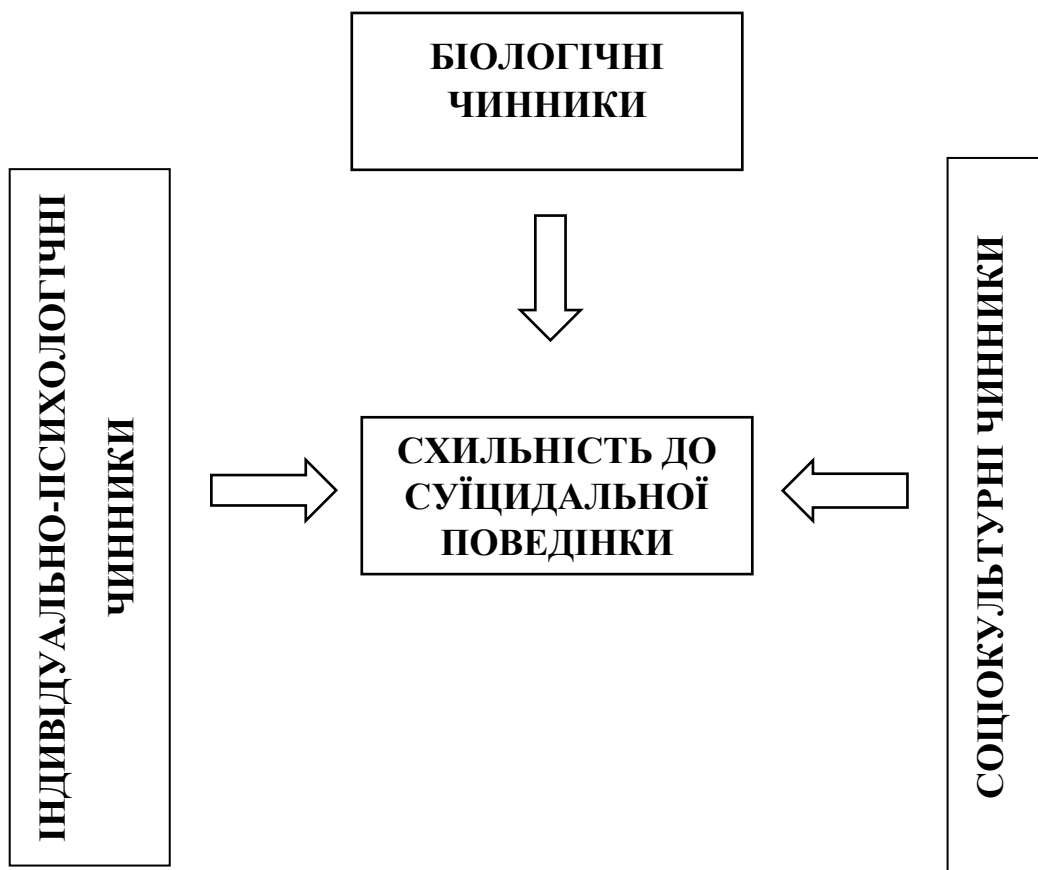 БІОЛОГІЧНІ
ЧИННИКИ
ІНДИВІДУАЛЬНО-ПСИХОЛОГІЧНІ
ЧИННИКИ
СХИЛЬНІСТЬ ДО
СУЇЦИДАЛЬНОЇ
ПОВЕДІНКИ
СОЦІОКУЛЬТУРНІ ЧИННИКИ